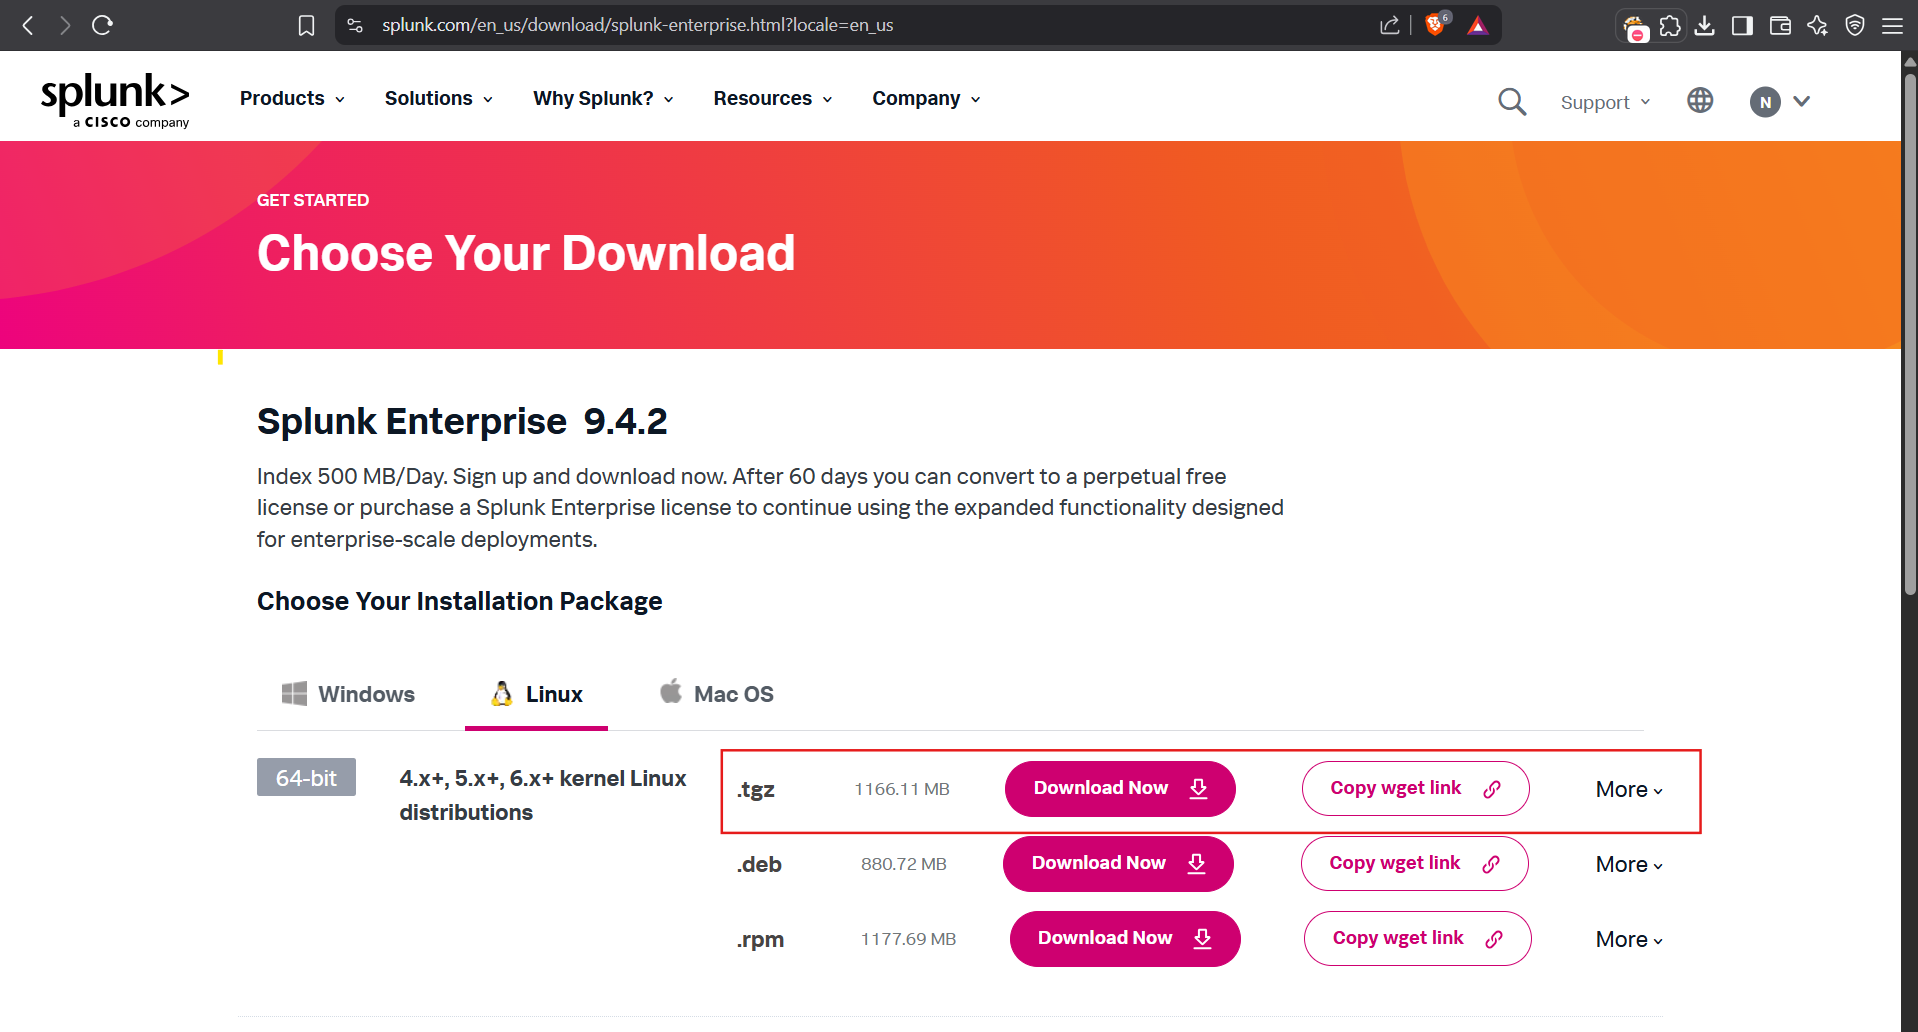 splunk.com/en_us/download/splunk-enterprise.html?locale=en_us
6
splunk>
a CISCO company
Products
Solutions
Why Splunk?
Resources
Company
Support
N
GET STARTED
Choose Your Download
Splunk Enterprise 9.4.2
Index 500 MB/Day. Sign up and download now. After 60 days you can convert to a perpetual free
license or purchase a Splunk Enterprise license to continue using the expanded functionality designed
for enterprise-scale deployments.
Choose Your Installation Package
Windows
Linux
Mac OS
64-bit
4.x+, 5.x+, 6.x+ kernel Linux
distributions
.tgz
1166.11 MB
Download Now
Copy wget link
More
.deb
880.72 MB
Download Now
Copy wget link
More
.rpm
1177.69 MB
Download Now
Copy wget link
More